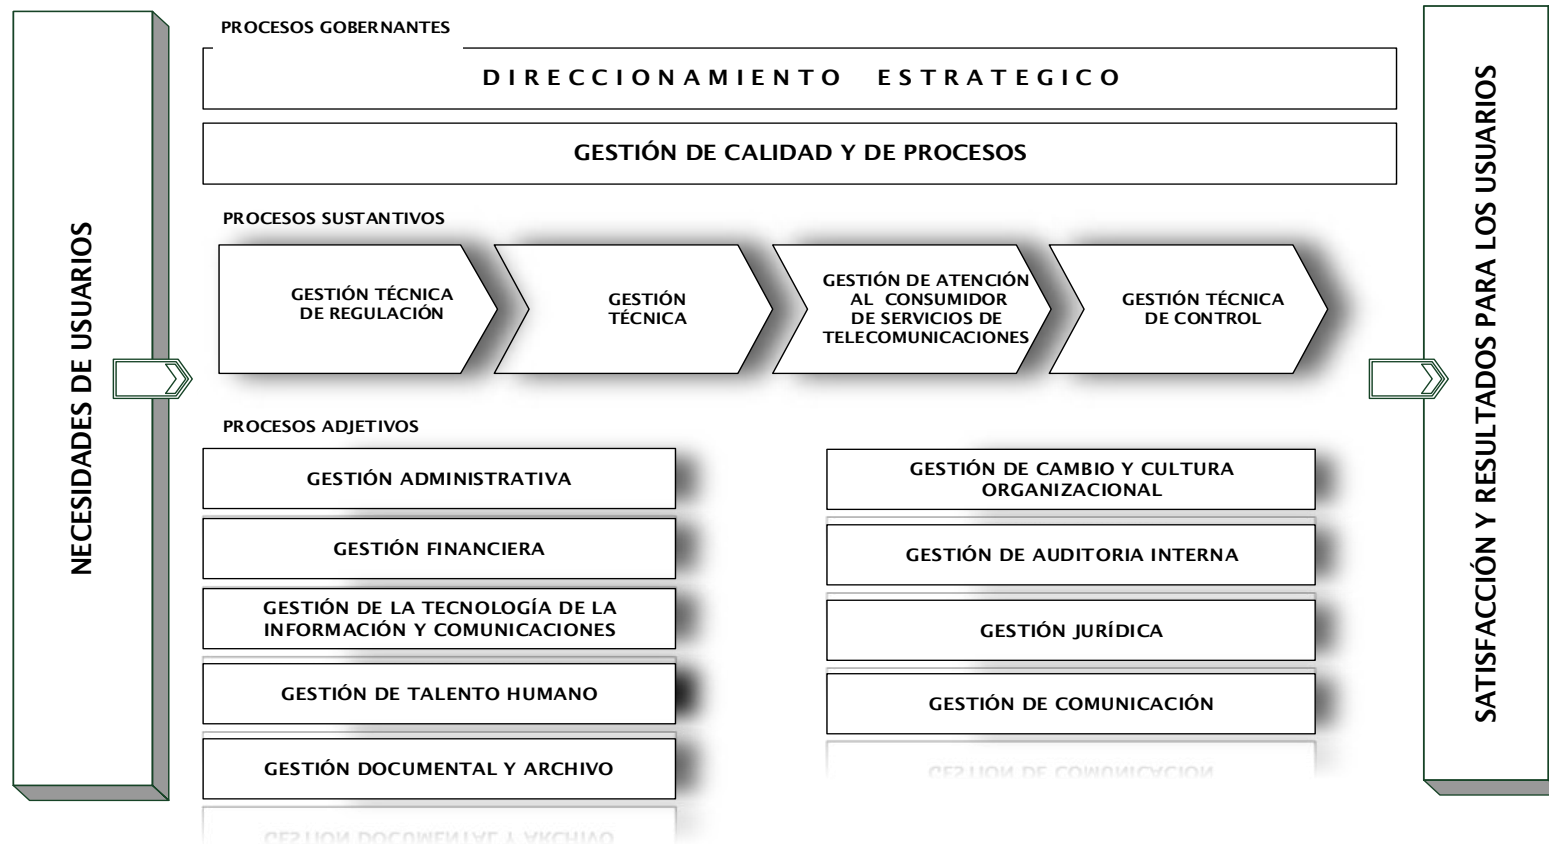 NECESIDADES DE USUARIOS
PROCESOS GOBERNANTES
DIRECCIONAMIENTO ESTRATEGICO
GESTIÓN DE CALIDAD Y DE PROCESOS
PROCESOS SUSTANTIVOS
GESTIÓN TÉCNICA
DE REGULACIÓN
GESTIÓN
TÉCNICA
GESTIÓN DE ATENCIÓN
AL CONSUMIDOR
DE SERVICIOS DE
TELECOMUNICACIONES
GESTIÓN TÉCNICA
DE CONTROL
PROCESOS ADJETIVOS
GESTIÓN ADMINISTRATIVA
GESTIÓN FINANCIERA
GESTIÓN DE LA TECNOLOGÍA DE LA
INFORMACIÓN Y COMUNICACIONES
GESTIÓN DE TALENTO HUMANO
GESTIÓN DOCUMENTAL Y ARCHIVO
GESTIÓN DE CAMBIO Y CULTURA
ORGANIZACIONAL
GESTIÓN DE AUDITORIA INTERNA
GESTIÓN JURÍDICA
GESTIÓN DE COMUNICACIÓN
SATISFACCIÓN Y RESULTADOS PARA LOS USUARIOS